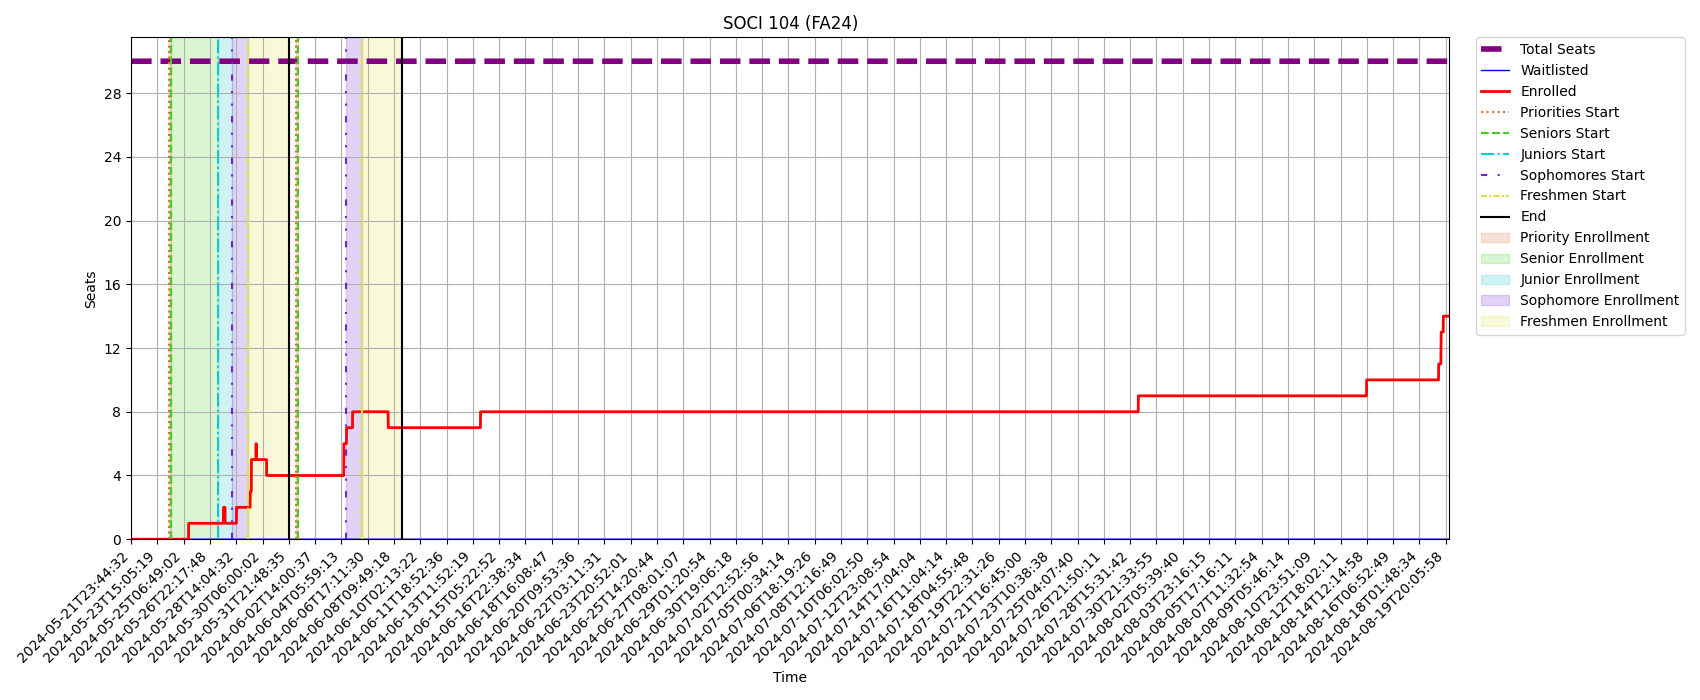 SOCI 104 (FA24)
Total Seats
Waitlisted
Enrolled
Priorities Start
Seniors Start
Juniors Start
Sophomores Start
Freshmen Start
End
Priority Enrollment
Senior Enrollment
Junior Enrollment
Sophomore Enrollment
Freshmen Enrollment
Seats
28
24
20
16
12
8
4
0
2024-05-21T23:44:32
2024-05-23T15:05:19
2024-05-25T06:49:02
2024-05-26T22:17:48
2024-05-28T14:04:32
2024-05-30T06:00:02
2024-05-31T21:48:35
2024-06-02T14:00:37
2024-06-04T05:59:13
2024-06-06T17:11:30
2024-06-08T09:49:18
2024-06-10T02:13:22
2024-06-11T18:52:36
2024-06-13T11:52:19
2024-06-15T05:22:52
2024-06-16T22:38:34
2024-06-18T16:08:47
2024-06-20T09:53:36
2024-06-22T03:11:31
2024-06-23T20:52:01
2024-06-25T14:20:44
2024-06-27T08:01:07
2024-06-29T01:20:54
2024-06-30T19:06:18
2024-07-02T12:52:56
2024-07-05T00:34:14
2024-07-06T18:19:26
2024-07-08T12:16:49
2024-07-10T06:02:50
2024-07-12T23:08:54
2024-07-14T17:04:04
2024-07-16T11:04:14
2024-07-18T04:55:48
2024-07-19T22:31:26
2024-07-21T16:45:00
2024-07-23T10:38:38
2024-07-25T04:07:40
2024-07-26T21:50:11
2024-07-28T15:31:42
2024-07-30T21:33:55
2024-08-02T05:39:40
2024-08-03T23:16:15
2024-08-05T17:16:11
2024-08-07T11:32:54
2024-08-09T05:46:14
2024-08-10T23:51:09
2024-08-12T18:02:11
2024-08-14T12:14:58
2024-08-16T06:52:49
2024-08-18T01:48:34
2024-08-19T20:05:58
Time